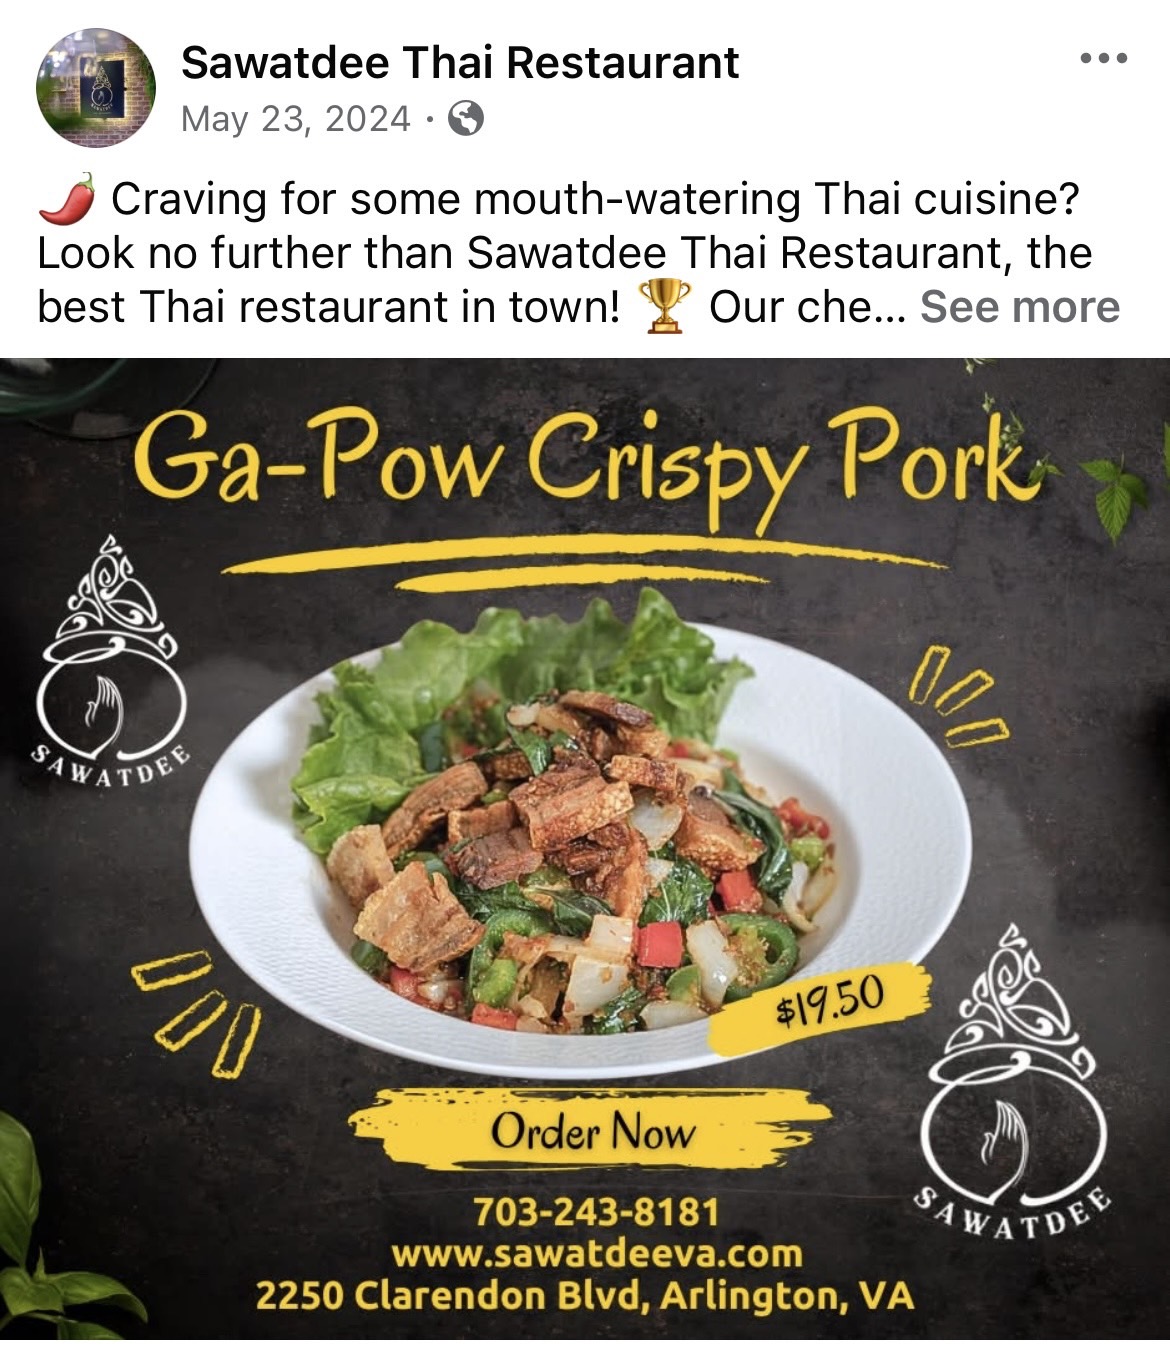 Sawatdee Thai Restaurant
May 23, 2024 ·
🌶️ Craving for some mouth-watering Thai cuisine?
Look no further than Sawatdee Thai Restaurant, the
best Thai restaurant in town! 🏆 Our che... See more
Ga-Pow Crispy Pork
SAWATDEE
$19.50
Order Now
SAWATDEE
703-243-8181
www.sawatdeeva.com
2250 Clarendon Blvd, Arlington, VA